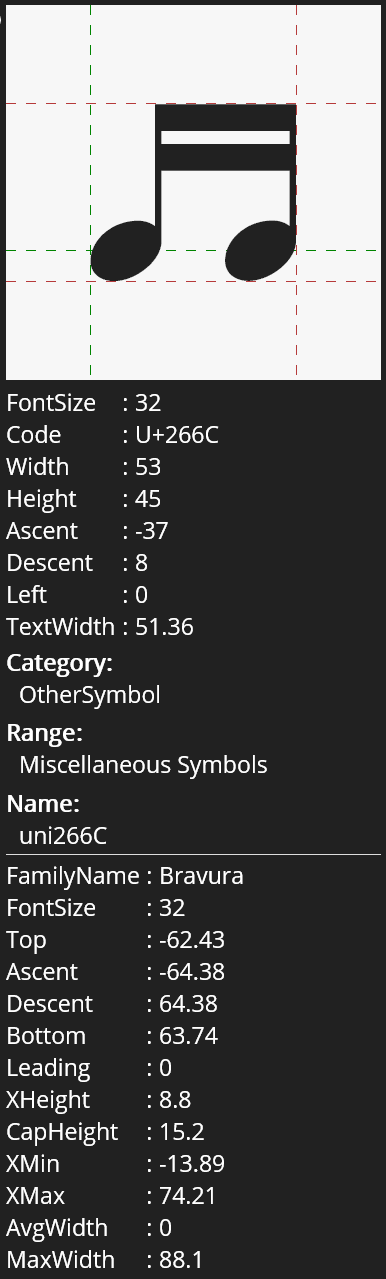 FontSize : 32
Code : U+266C
Width : 53
Height : 45
Ascent : -37
Descent : 8
Left : 0
TextWidth : 51.36
Category:
OtherSymbol
Range:
Miscellaneous Symbols
Name:
uni266C
FamilyName : Bravura
FontSize : 32
Top : -62.43
Ascent : -64.38
Descent : 64.38
Bottom : 63.74
Leading : 0
XHeight : 8.8
CapHeight : 15.2
XMin : -13.89
XMax : 74.21
AvgWidth : 0
MaxWidth : 88.1